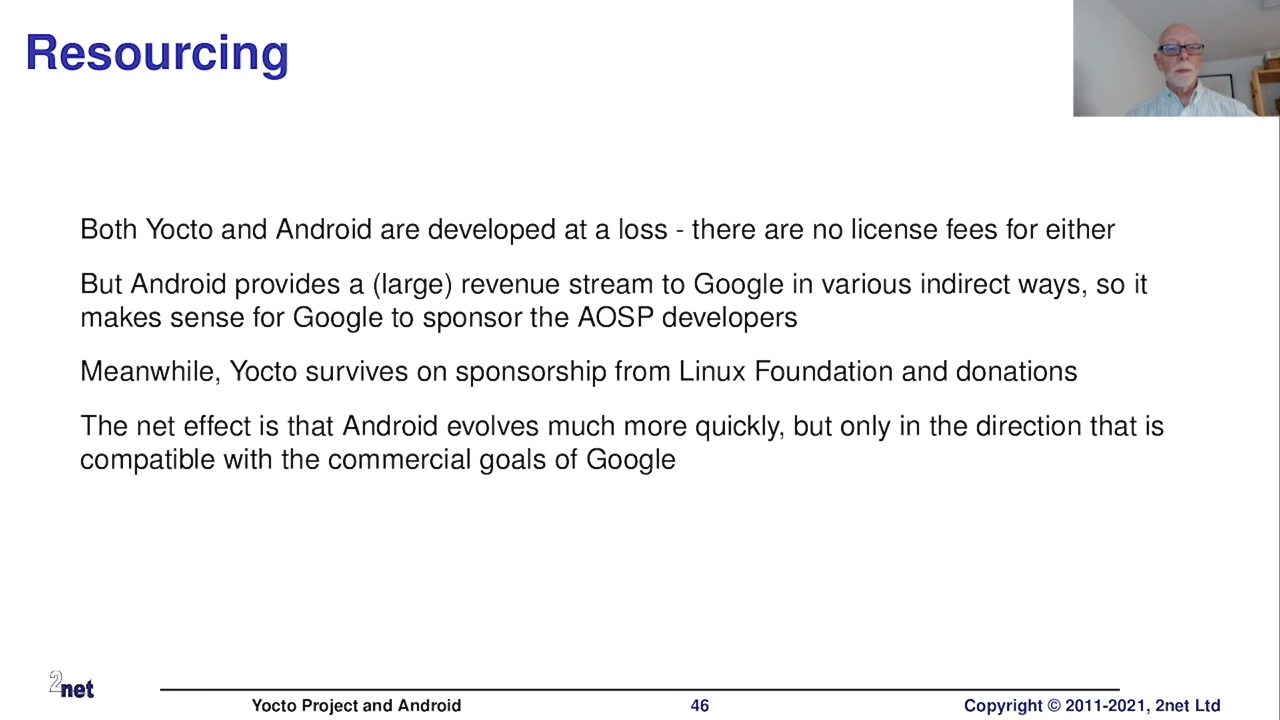 Resourcing
Both Yocto and Android are developed at a loss - there are no license fees for either
But Android provides a (large) revenue stream to Google in various indirect ways, so it
makes sense for Google to sponsor the AOSP developers
Meanwhile, Yocto survives on sponsorship from Linux Foundation and donations
The net effect is that Android evolves much more quickly, but only in the direction that is
compatible with the commercial goals of Google
2net
Yocto Project and Android
46
Copyright © 2011-2021, 2net Ltd